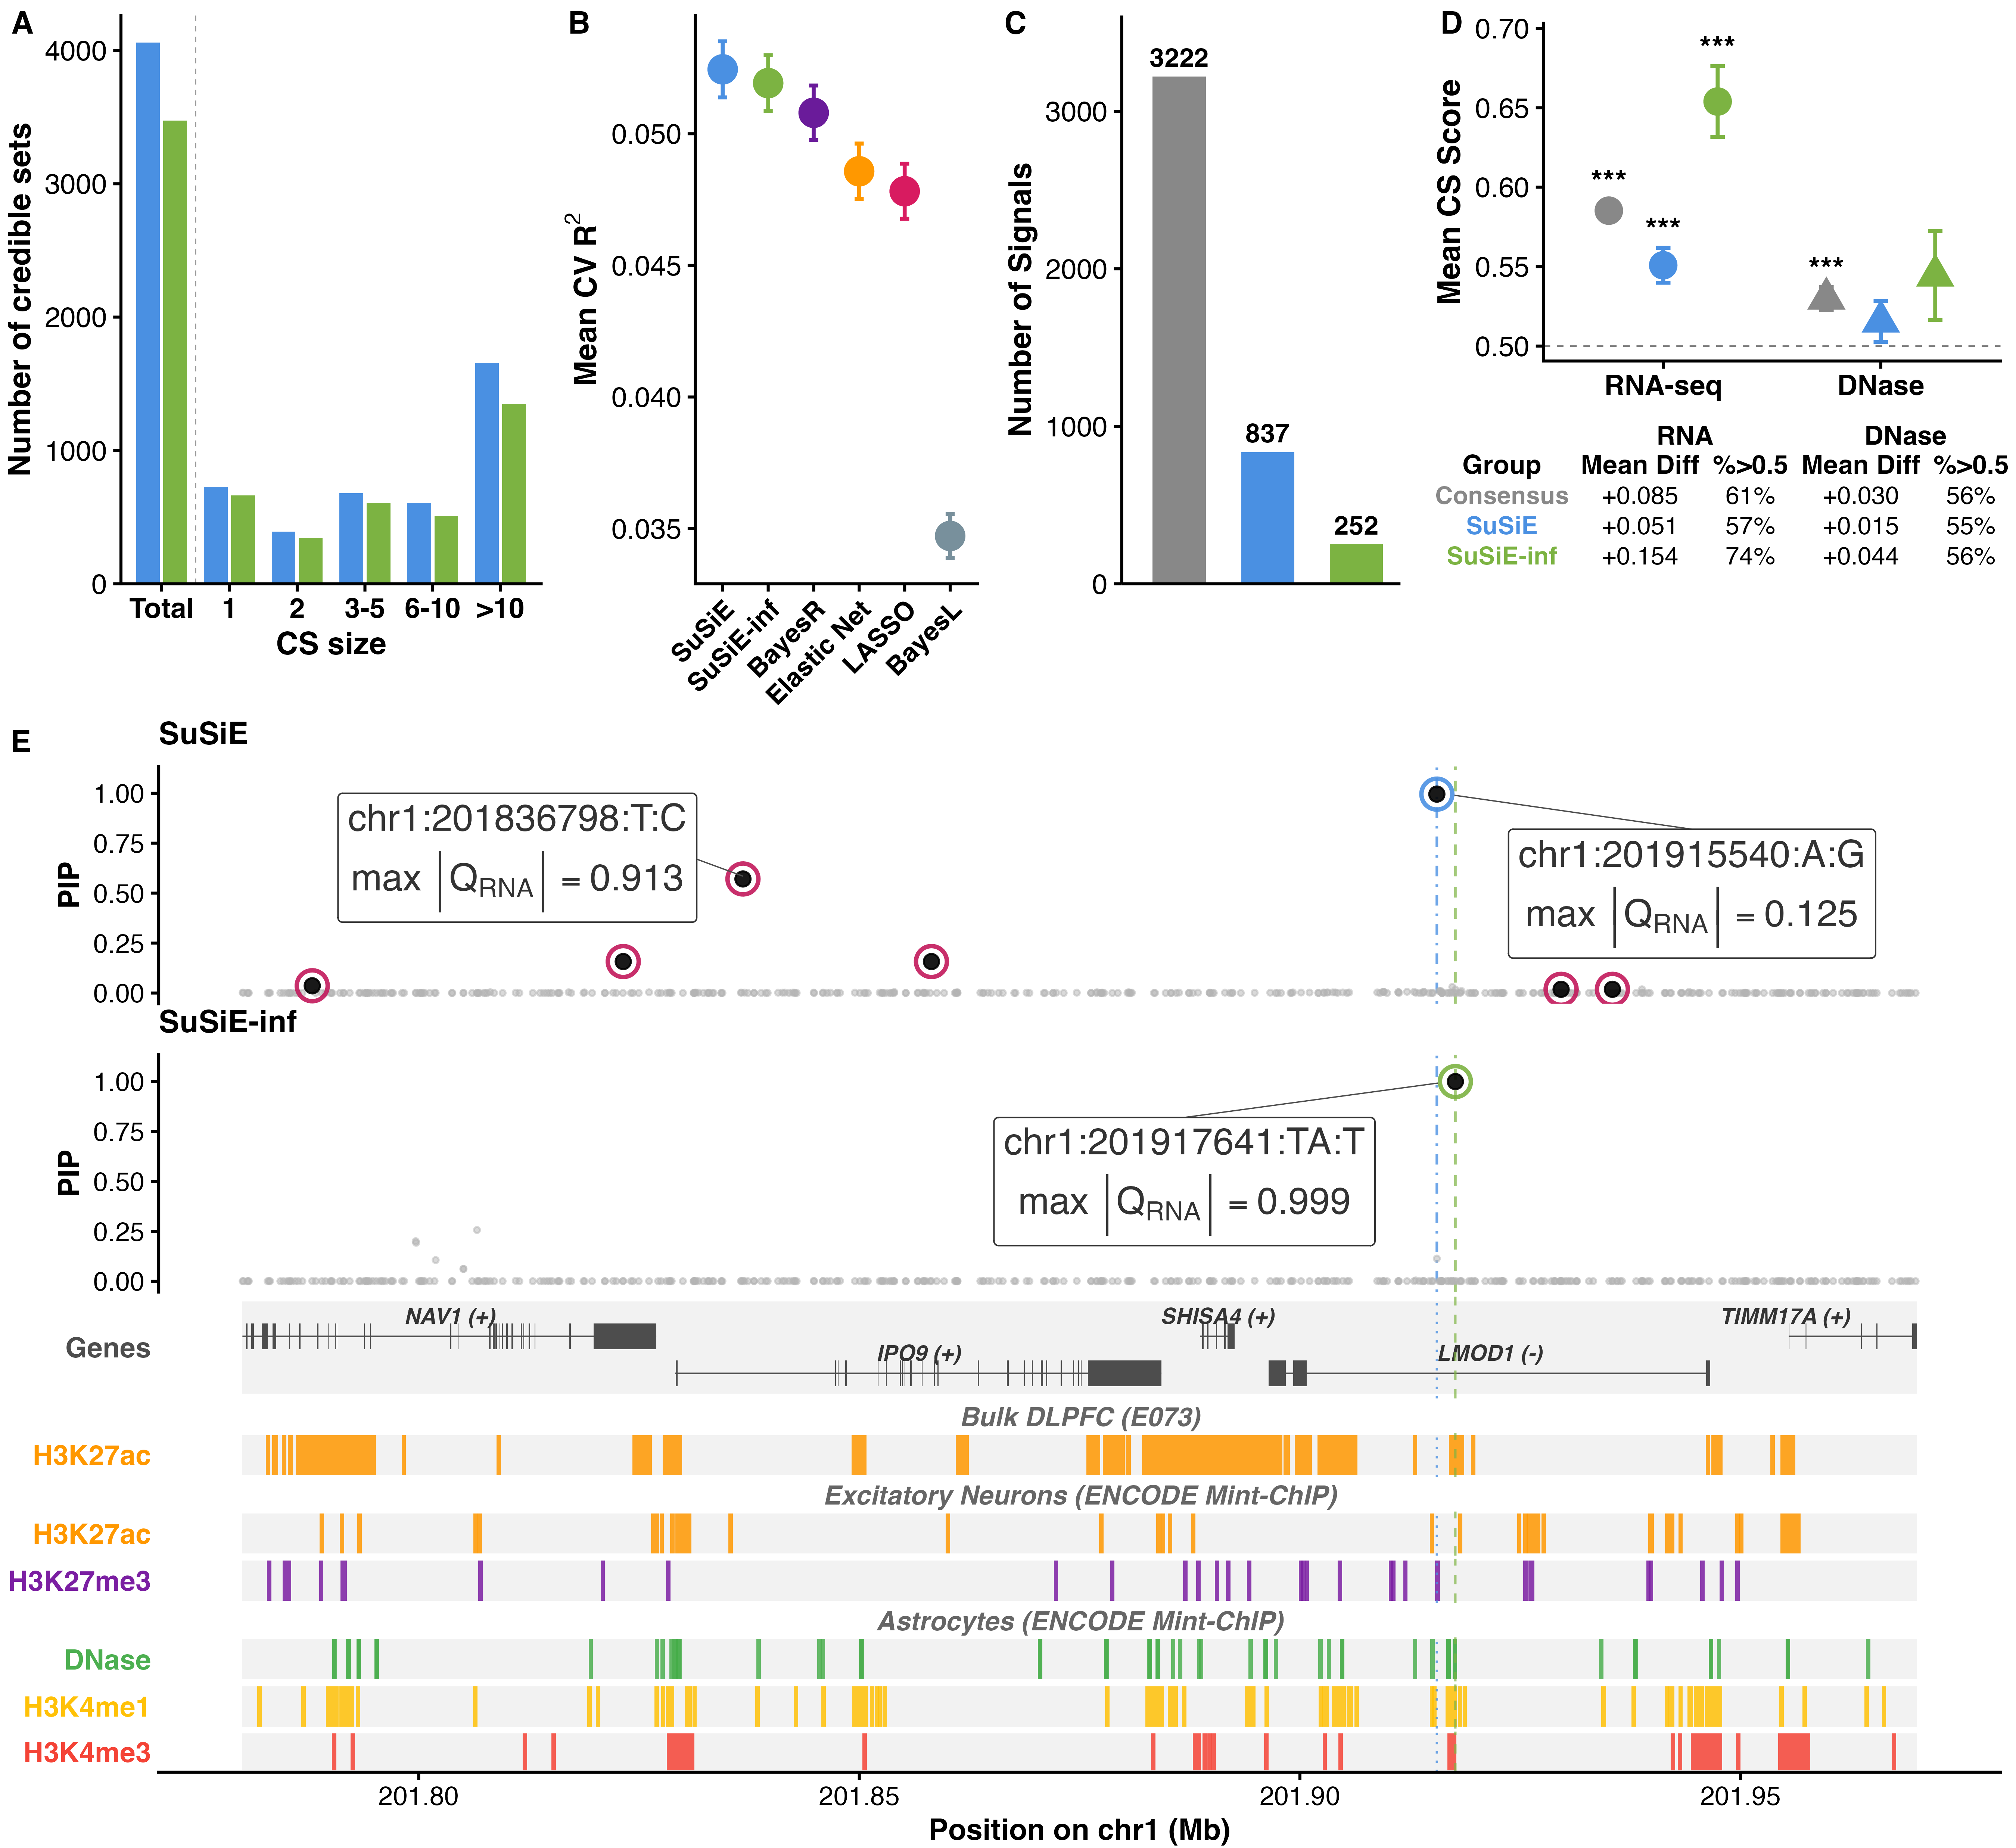 A
Number of credible sets
4000
3000
2000
1000
0
Total
1
2
3-5
6-10
>10
CS size
B
Mean CV R²
0.050
0.045
0.040
0.035
SuSiE
SuSiE-inf
BayesR
Elastic Net
LASSO
BayesL
C
Number of Signals
3000
2000
1000
0
3222
837
252
D
Mean CS Score
0.70
0.65
0.60
0.55
0.50
***
***
***
***
RNA-seq
DNase
RNA DNase
Group Mean Diff %>0.5 Mean Diff %>0.5
Consensus +0.085 61% +0.030 56%
SuSiE +0.051 57% +0.015 55%
SuSiE-inf +0.154 74% +0.044 56%
E
SuSiE
PIP
1.00
0.75
0.50
0.25
0.00
chr1:201836798:T:C
max |Q_RNA| = 0.913
chr1:201915540:A:G
max |Q_RNA| = 0.125
SuSiE-inf
PIP
1.00
0.75
0.50
0.25
0.00
chr1:201917641:TA:T
max |Q_RNA| = 0.999
Genes
NAV1 (+)
SHISA4 (+)
TIMM17A (+)
IPO9 (+)
LMOD1 (-)
Bulk DLPFC (E073)
H3K27ac
Excitatory Neurons (ENCODE Mint-ChIP)
H3K27ac
H3K27me3
Astrocytes (ENCODE Mint-ChIP)
DNase
H3K4me1
H3K4me3
201.80
201.85
201.90
201.95
Position on chr1 (Mb)